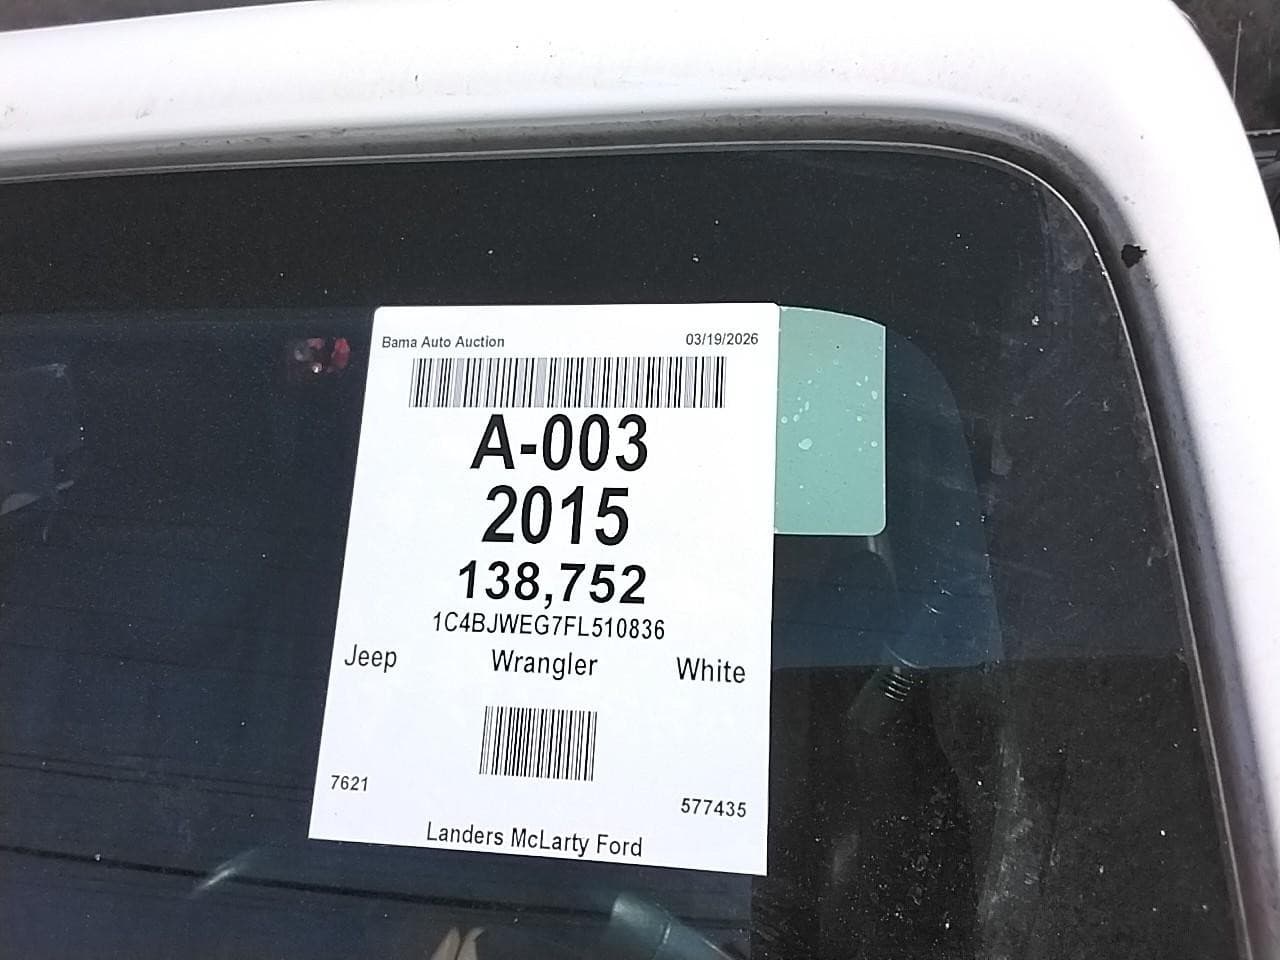 Bama Auto Auction 03/19/2026
A-003
2015
138,752
1C4BJWEG7FL510836
Jeep Wrangler White
7621 577435
Landers McLarty Ford